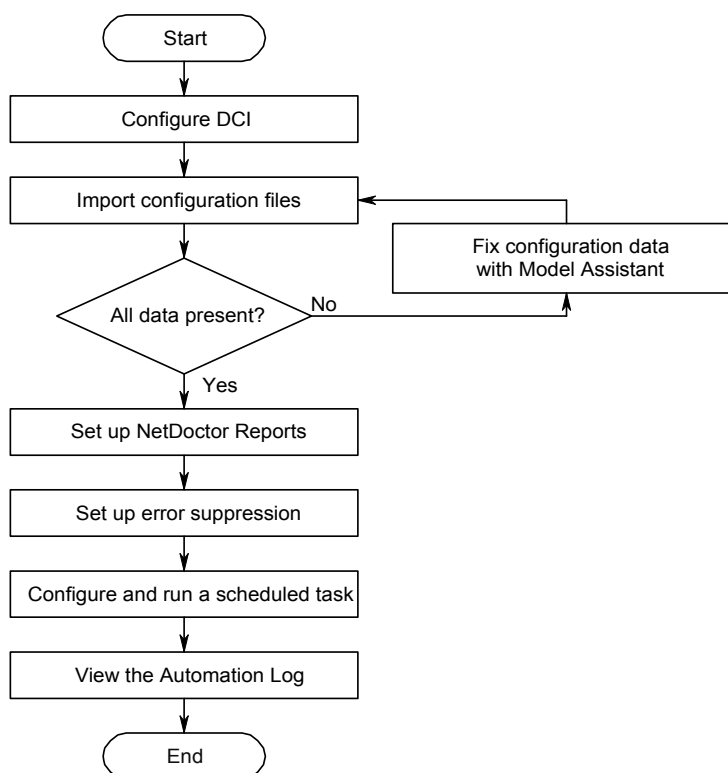 Start
Configure DCI
Import configuration files
Fix configuration data
with Model Assistant
All data present?
No
Yes
Set up NetDoctor Reports
Set up error suppression
Configure and run a scheduled task
View the Automation Log
End